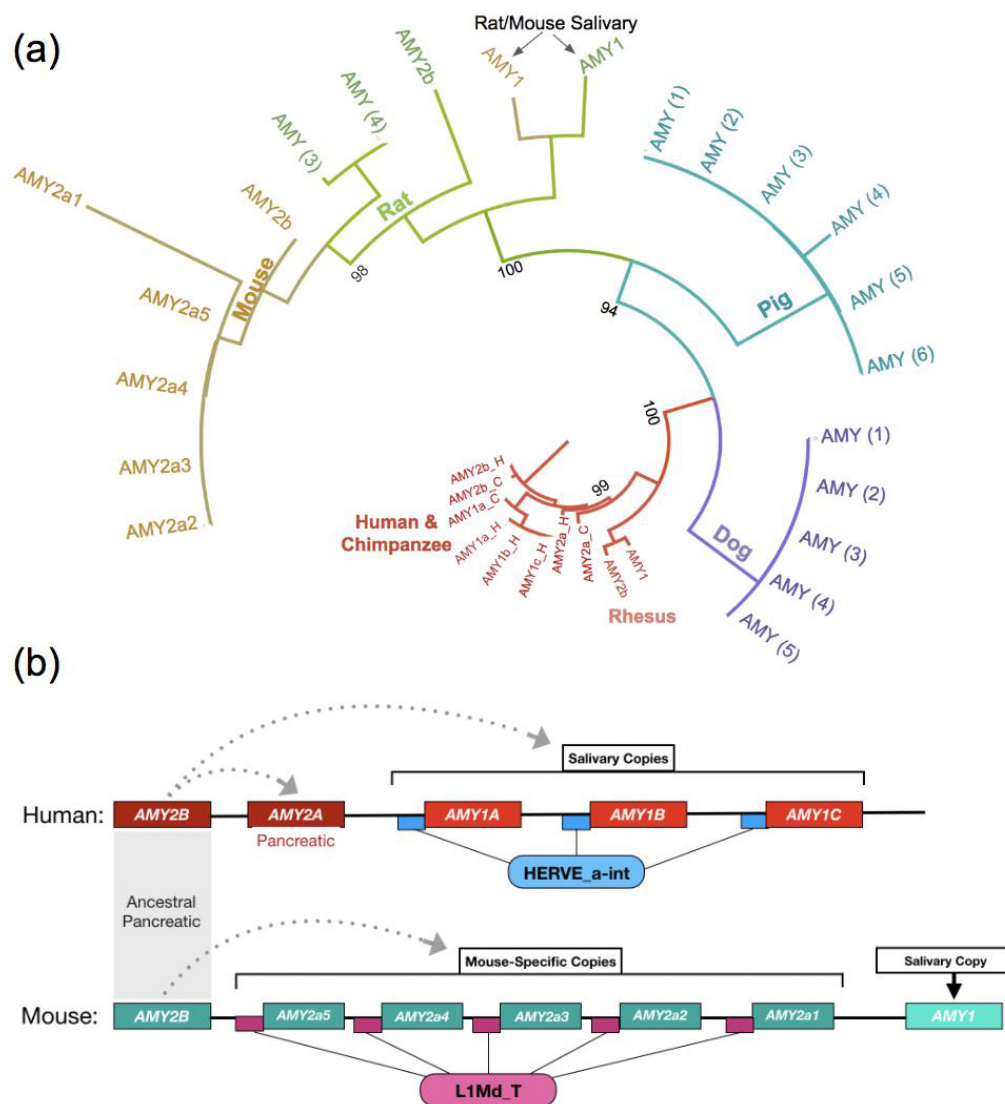 (a)
Rat/Mouse Salivary
AMY1
AMY1
AMY2b
AMY (4)
AMY (3)
Rat
AMY2b
AMY2a1
Mouse
AMY2a5
AMY2a4
AMY2a3
AMY2a2
98
100
94
AMY (1)
AMY (2)
AMY (3)
AMY (4)
AMY (5)
AMY (6)
Pig
100
AMY (1)
AMY (2)
AMY (3)
AMY (4)
AMY (5)
Dog
99
AMY2b_H
AMY2b_C
AMY1a_C
AMY1a_H
AMY1b_H
AMY1c_H
AMY2a_H
AMY2a_C
AMY2b
AMY1
Human &
Chimpanzee
Rhesus
(b)
Salivary Copies
Human: AMY2B AMY2A AMY1A AMY1B AMY1C
Pancreatic
HERVE_a-int
Ancestral
Pancreatic
Mouse-Specific Copies
Salivary Copy
Mouse: AMY2B AMY2a5 AMY2a4 AMY2a3 AMY2a2 AMY2a1 AMY1
L1Md_T